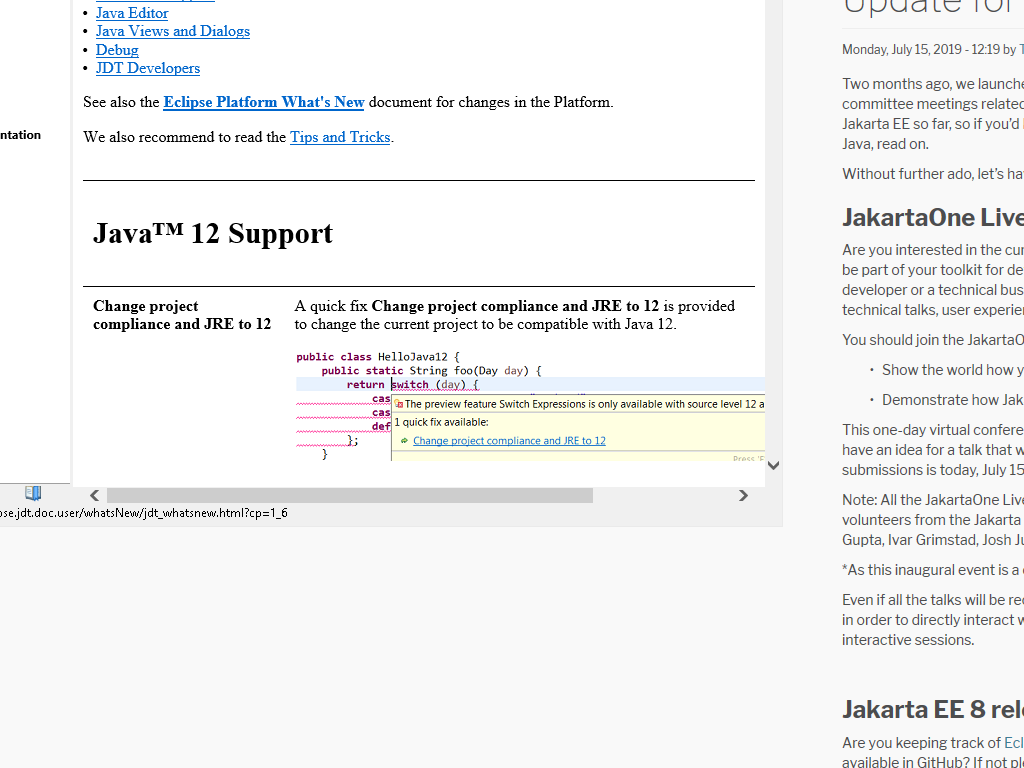 • Java Editor
• Java Views and Dialogs
• Debug
• JDT Developers
See also the Eclipse Platform What's New document for changes in the Platform.
ntation
We also recommend to read the Tips and Tricks.
Java™ 12 Support
Change project
compliance and JRE to 12
A quick fix Change project compliance and JRE to 12 is provided
to change the current project to be compatible with Java 12.
public class HelloJava12 {
public static String foo(Day day) {
return switch (day) {
cas
cas
def
};
}
The preview feature Switch Expressions is only available with source level 12 a
1 quick fix available:
Change project compliance and JRE to 12
Press 'F
ose.jdt.doc.user/whatsNew/jdt_whatsnew.html?cp=1_6
Update for
Monday, July 15, 2019 - 12:19 by T
Two months ago, we launche
committee meetings related
Jakarta EE so far, so if you’d l
Java, read on.
Without further ado, let’s ha
JakartaOne Live
Are you interested in the cur
be part of your toolkit for de
developer or a technical bus
technical talks, user experien
You should join the JakartaO
• Show the world how y
• Demonstrate how Jak
This one-day virtual confere
have an idea for a talk that w
submissions is today, July 15
Note: All the JakartaOne Live
volunteers from the Jakarta
Gupta, Ivar Grimstad, Josh Ju
*As this inaugural event is a
Even if all the talks will be rec
in order to directly interact w
interactive sessions.
Jakarta EE 8 rele
Are you keeping track of Ecl
available in GitHub? If not ple